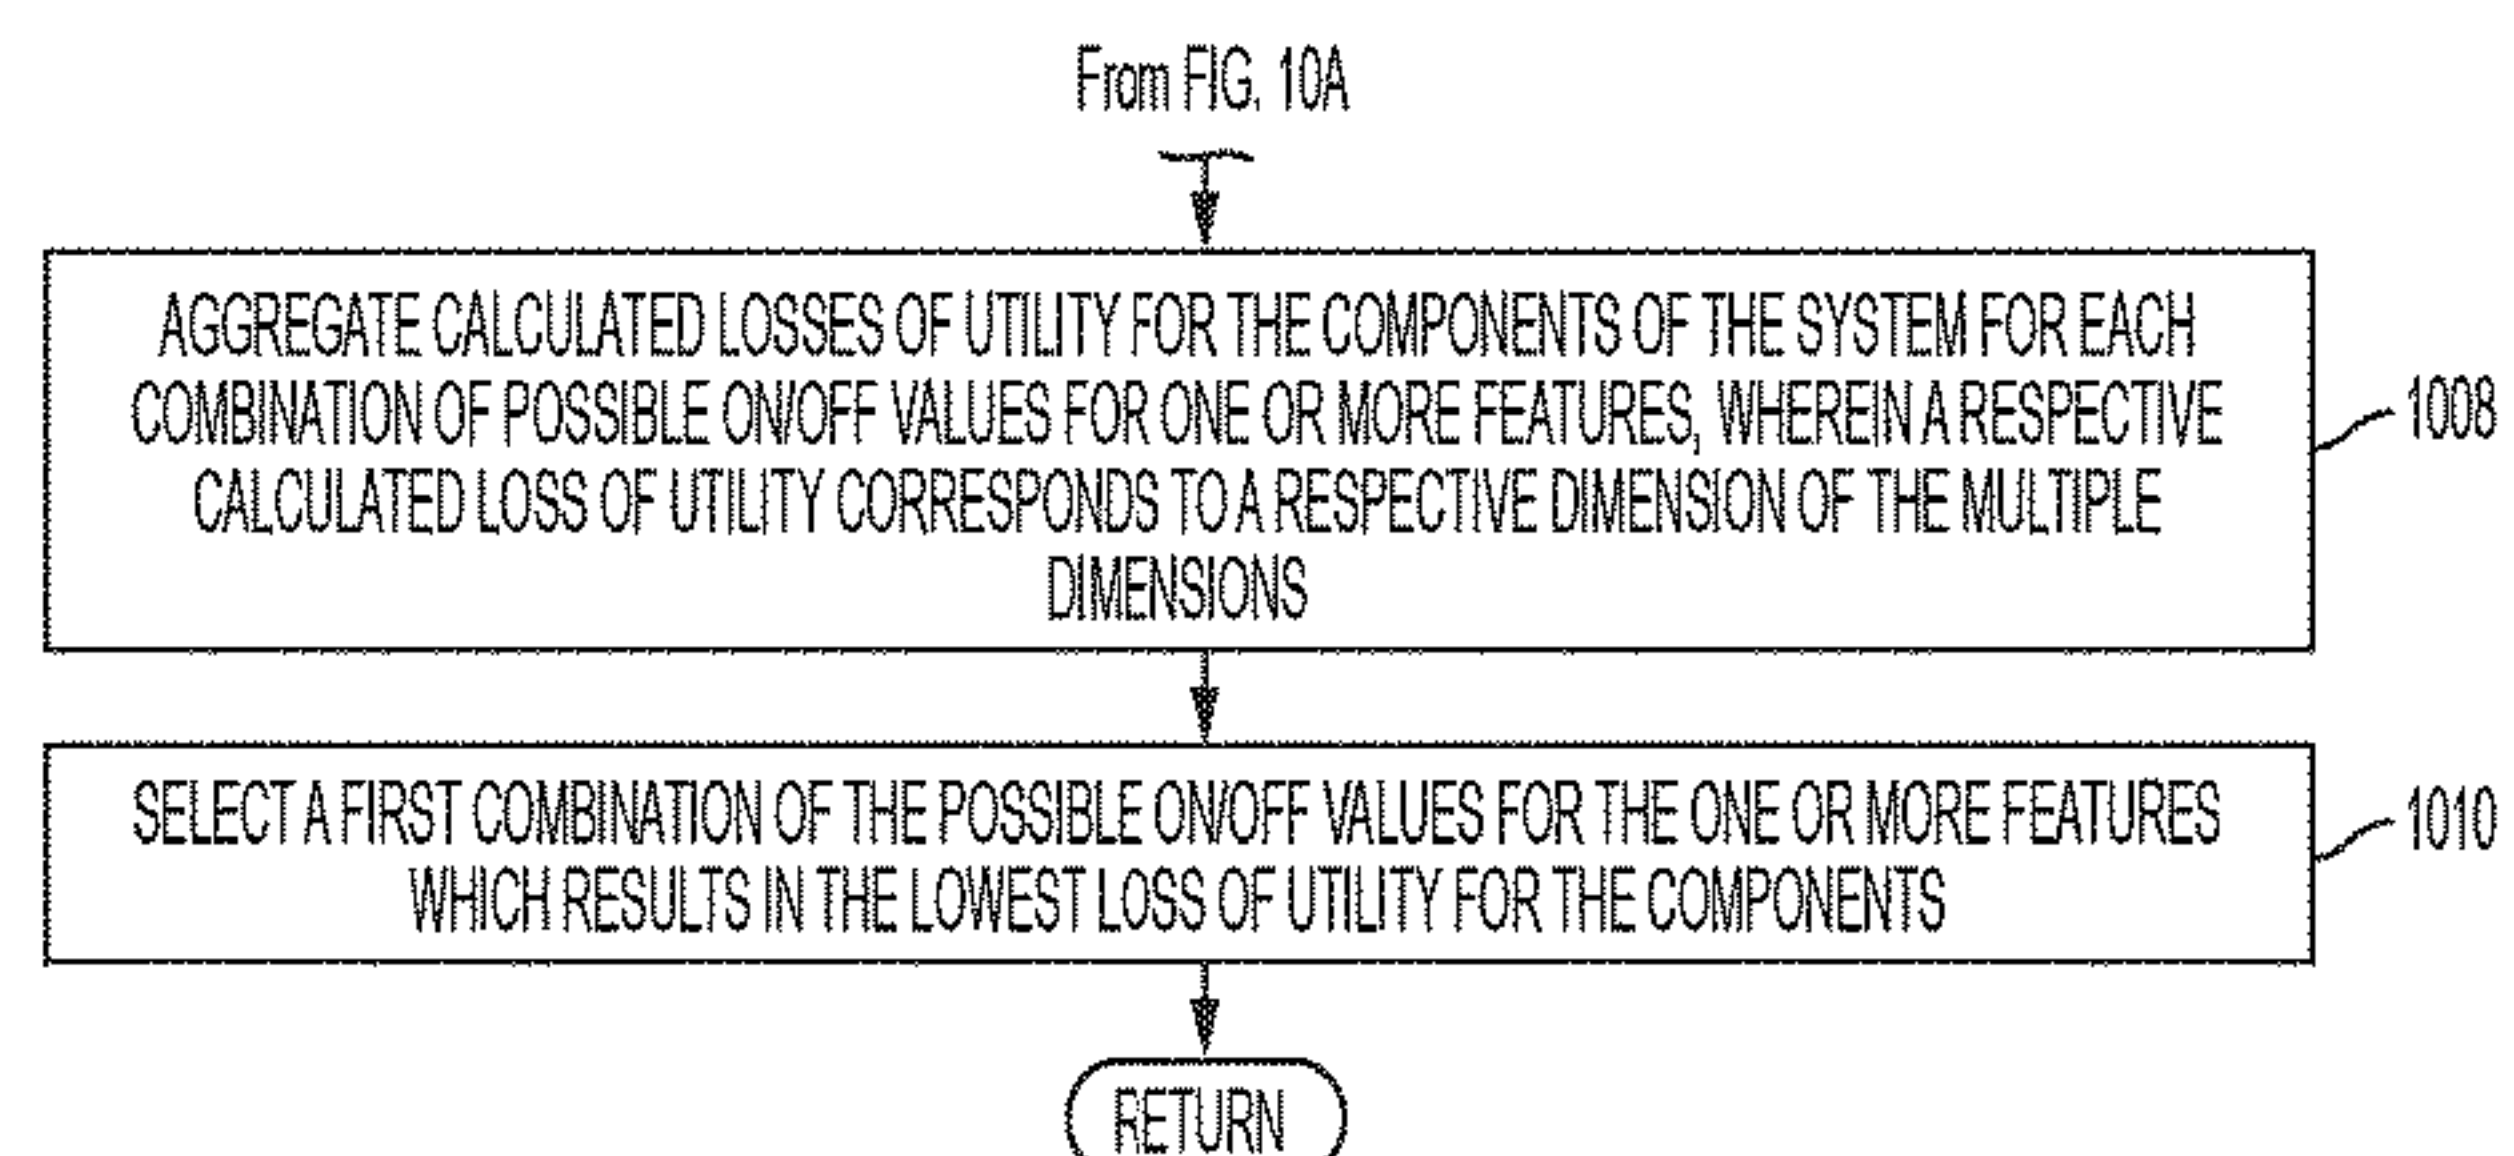 From FIG. 10A
AGGREGATE CALCULATED LOSSES OF UTILITY FOR THE COMPONENTS OF THE SYSTEM FOR EACH
COMBINATION OF POSSIBLE ON/OFF VALUES FOR ONE OR MORE FEATURES, WHEREIN A RESPECTIVE
CALCULATED LOSS OF UTILITY CORRESPONDS TO A RESPECTIVE DIMENSION OF THE MULTIPLE
DIMENSIONS
1008
SELECT A FIRST COMBINATION OF THE POSSIBLE ON/OFF VALUES FOR THE ONE OR MORE FEATURES
WHICH RESULTS IN THE LOWEST LOSS OF UTILITY FOR THE COMPONENTS
1010
RETURN